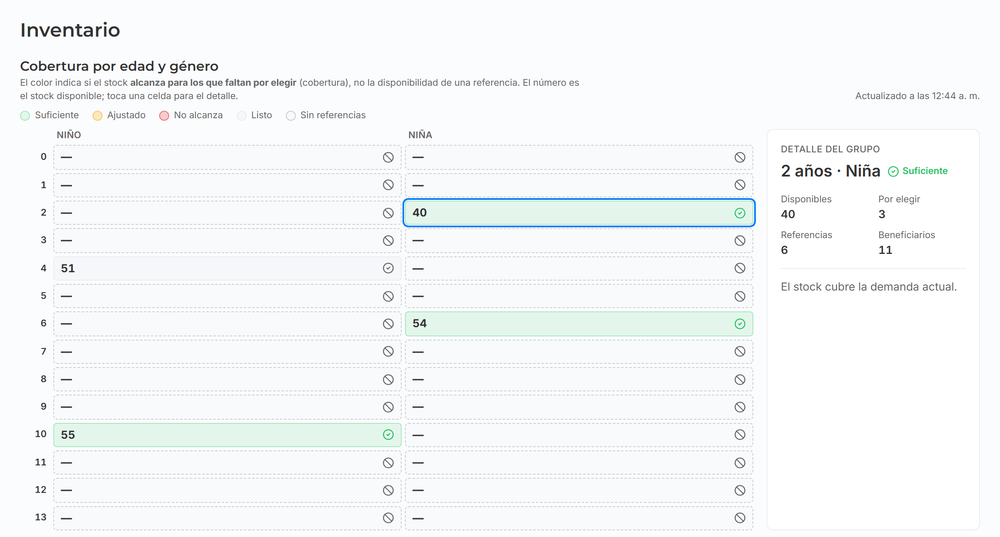 Inventario
Cobertura por edad y género
El color indica si el stock alcanza para los que faltan por elegir (cobertura), no la disponibilidad de una referencia. El número es
el stock disponible; toca una celda para el detalle.
Actualizado a las 12:44 a. m.
Suficiente Ajustado No alcanza Listo Sin referencias
NIÑO NIÑA
0 — —
1 — —
2 — 40
3 — —
4 51 —
5 — —
6 — 54
7 — —
8 — —
9 — —
10 55 —
11 — —
12 — —
13 — —
DETALLE DEL GRUPO
2 años · Niña Suficiente
Disponibles Por elegir
40 3
Referencias Beneficiarios
6 11
El stock cubre la demanda actual.